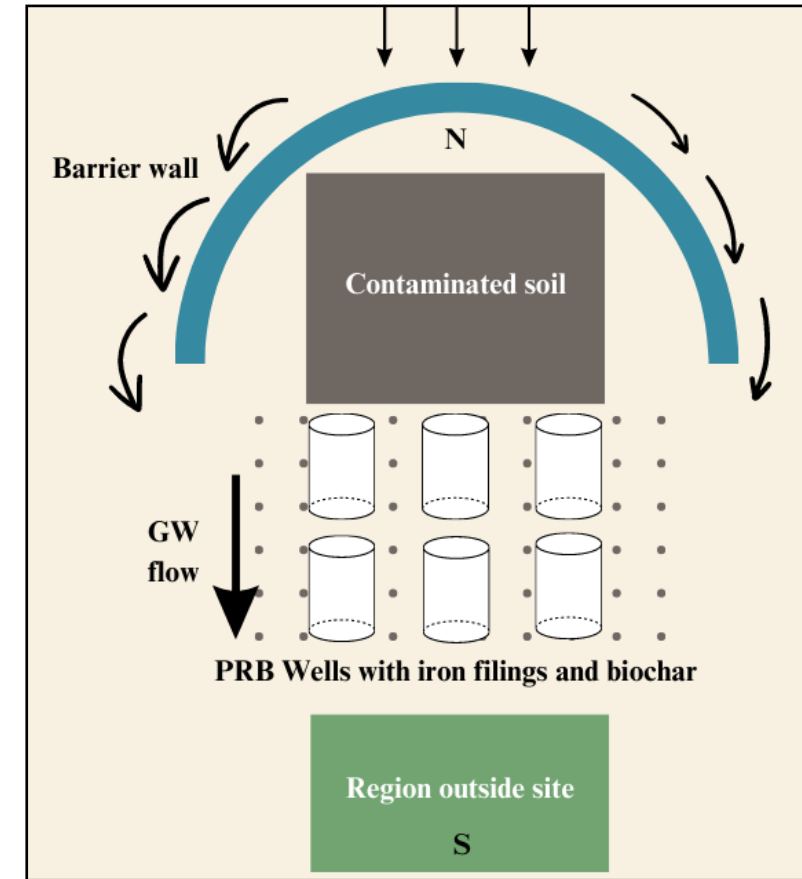 N
Barrier wall
Contaminated soil
GW
flow
PRB Wells with iron filings and biochar
Region outside site
S